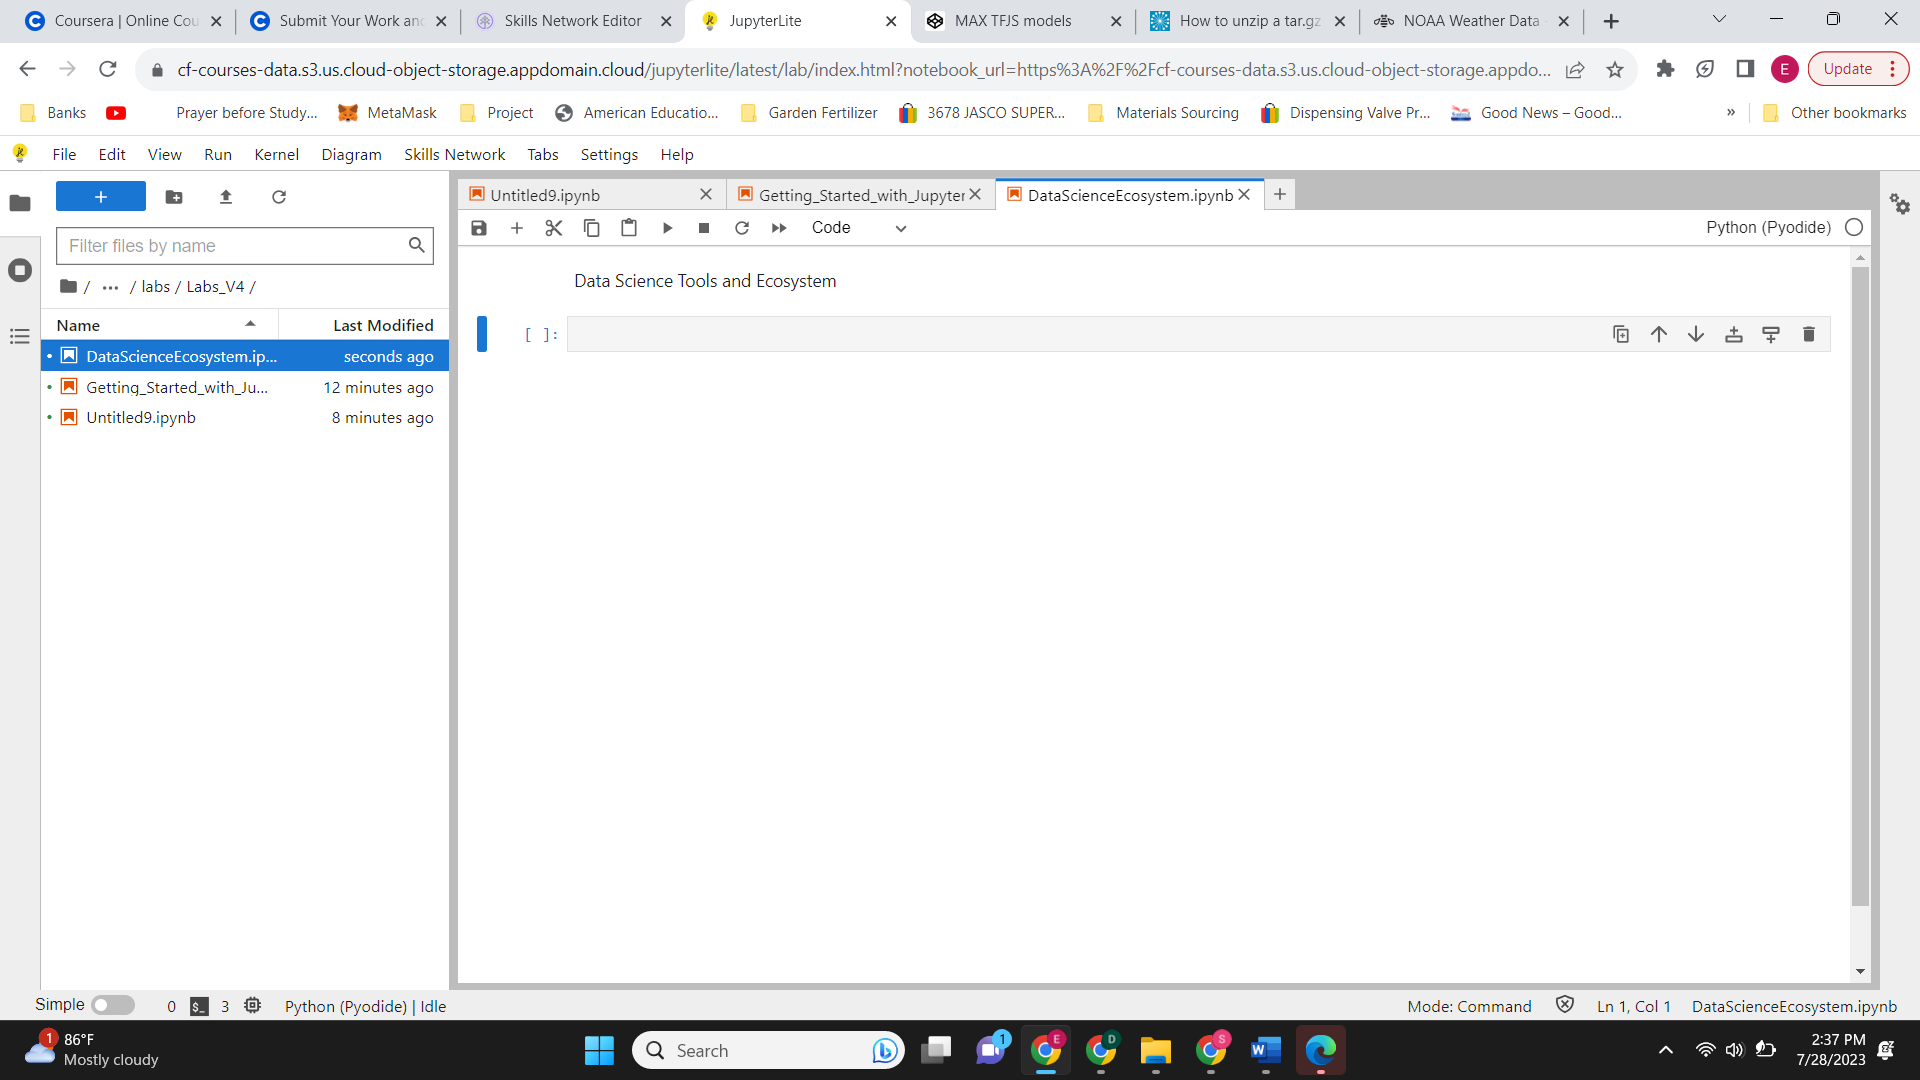 Coursera | Online Cou
Submit Your Work and
Skills Network Editor
JupyterLite
MAX TFJS models
How to unzip a tar.gz
NOAA Weather Data -
cf-courses-data.s3.us.cloud-object-storage.appdomain.cloud/jupyterlite/latest/lab/index.html?notebook_url=https%3A%2F%2Fcf-courses-data.s3.us.cloud-object-storage.appdo...
E
Update
Banks
Prayer before Study...
MetaMask
Project
American Educatio...
Garden Fertilizer
3678 JASCO SUPER...
Materials Sourcing
Dispensing Valve Pr...
Good News – Good...
»
Other bookmarks
File Edit View Run Kernel Diagram Skills Network Tabs Settings Help
Untitled9.ipynb
Getting_Started_with_Jupyter
DataScienceEcosystem.ipynb
Code
Python (Pyodide)
Filter files by name
/ ••• / labs / Labs_V4 /
Name Last Modified
DataScienceEcosystem.ip... seconds ago
Getting_Started_with_Ju... 12 minutes ago
Untitled9.ipynb 8 minutes ago
Data Science Tools and Ecosystem
[ ]:
Simple 0 $_ 3 Python (Pyodide) | Idle
Mode: Command Ln 1, Col 1 DataScienceEcosystem.ipynb
1
86°F
Mostly cloudy
Search
1
E
D
S
W
2:37 PM
7/28/2023